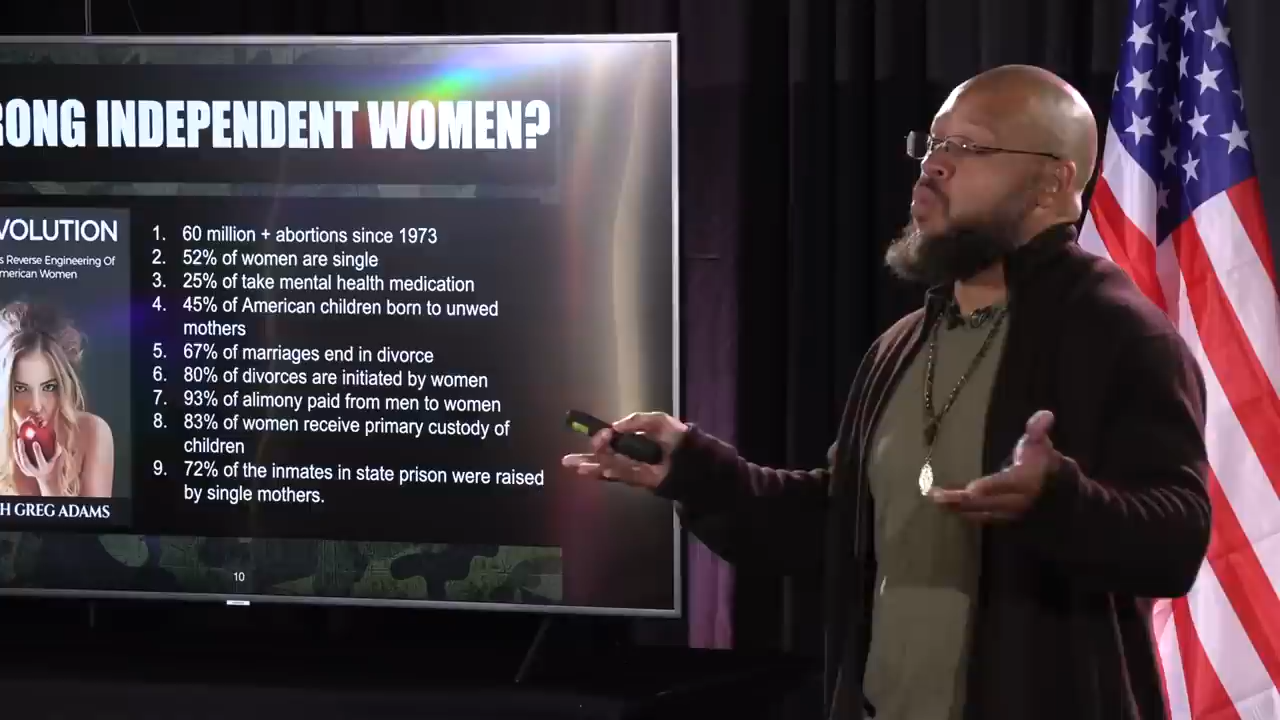 RONG INDEPENDENT WOMEN?
VOLUTION
s Reverse Engineering Of
merican Women
H GREG ADAMS
1. 60 million + abortions since 1973
2. 52% of women are single
3. 25% of take mental health medication
4. 45% of American children born to unwed
mothers
5. 67% of marriages end in divorce
6. 80% of divorces are initiated by women
7. 93% of alimony paid from men to women
8. 83% of women receive primary custody of
children
9. 72% of the inmates in state prison were raised
by single mothers.
10